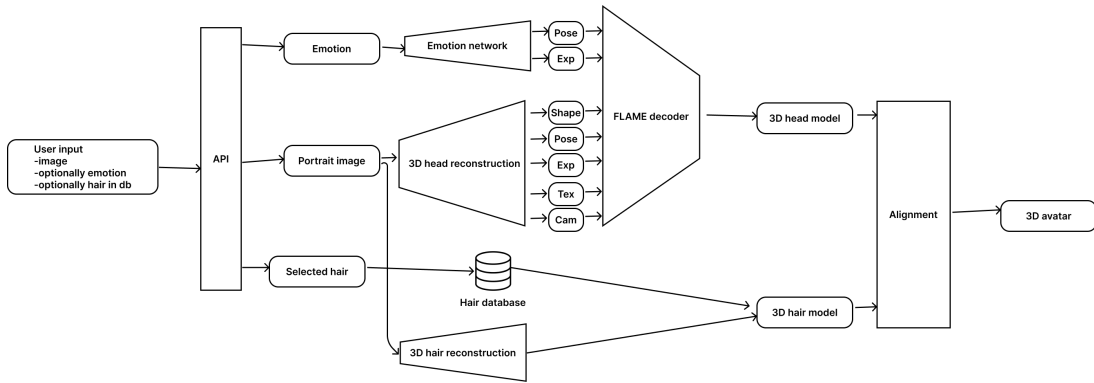 User input
-image
-optionally emotion
-optionally hair in db
API
Emotion
Emotion network
Pose
Exp
Portrait image
3D head reconstruction
Shape
Pose
Exp
Tex
Cam
FLAME decoder
3D head model
Selected hair
Hair database
3D hair reconstruction
3D hair model
Alignment
3D avatar